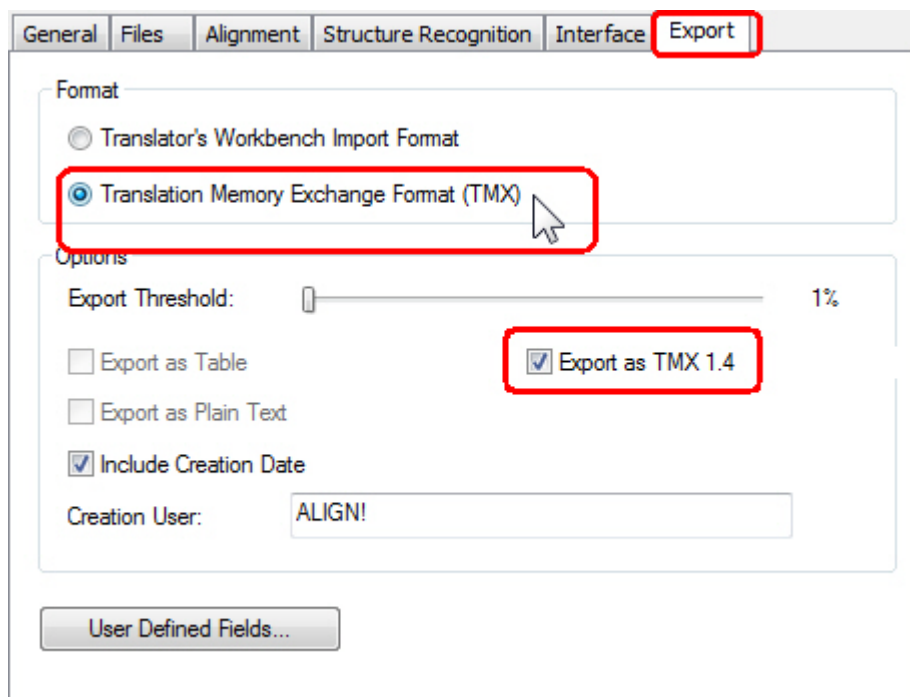 General Files Alignment Structure Recognition Interface Export
Format
Translator's Workbench Import Format
Translation Memory Exchange Format (TMX)
Options
Export Threshold: 1%
Export as Table Export as TMX 1.4
Export as Plain Text
Include Creation Date
Creation User: ALIGN!
User Defined Fields...